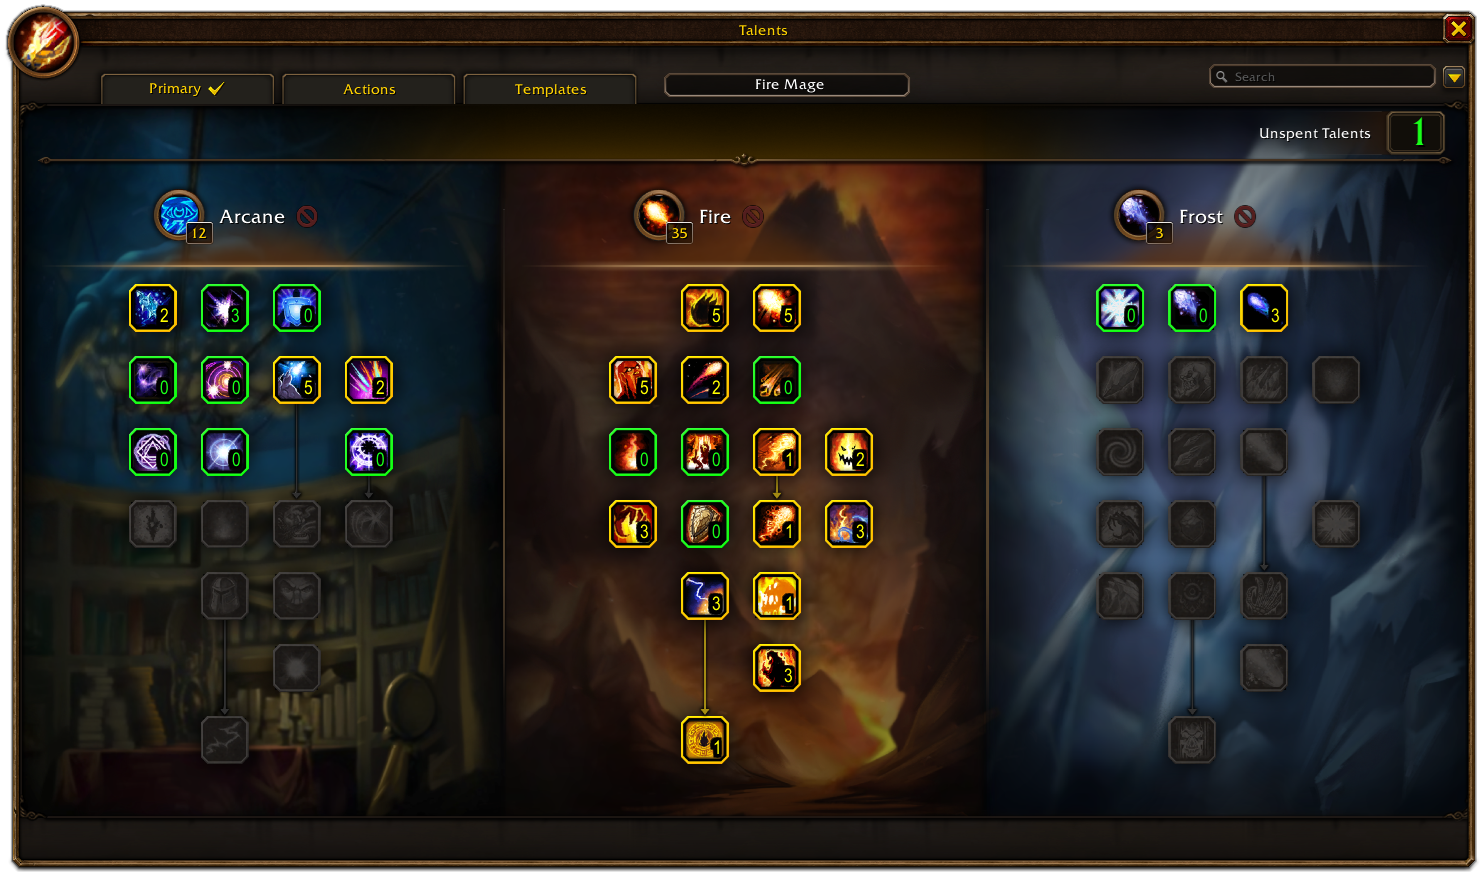 Talents
Primary Actions Templates Fire Mage Search
Unspent Talents 1
Arcane 12 Fire 35 Frost 3
2 3 0 5 5 0 0 3
0 0 5 2 5 2 0
0 0 0 0 0 1 2
3 0 1 3
3 1
3
1